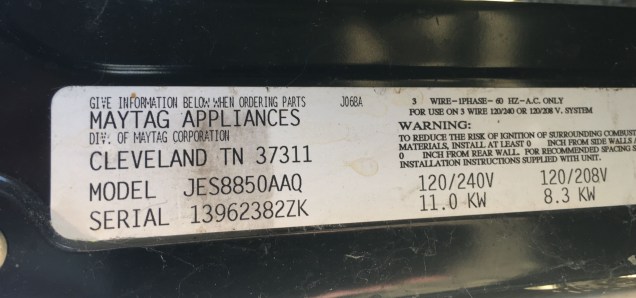 GIVE INFORMATION BELOW WHEN ORDERING PARTS J068A
MAYTAG APPLIANCES
DIV. OF MAYTAG CORPORATION
CLEVELAND TN 37311
MODEL JES8850AAQ
SERIAL 13962382ZK
3 WIRE-1PHASE-60 HZ-A.C. ONLY
FOR USE ON 3 WIRE 120/240 OR 120/208 V. SYSTEM
WARNING:
TO REDUCE THE RISK OF IGNITION OF SURROUNDING COMBUST
MATERIALS, INSTALL AT LEAST 0 INCH FROM SIDE WALLS
0 INCH FROM REAR WALL. FOR RECOMMENDED SPACING
INSTALLATION INSTRUCTIONS SUPPLIED WITH UNIT.
120/240V 120/208V
11.0 KW 8.3 KW